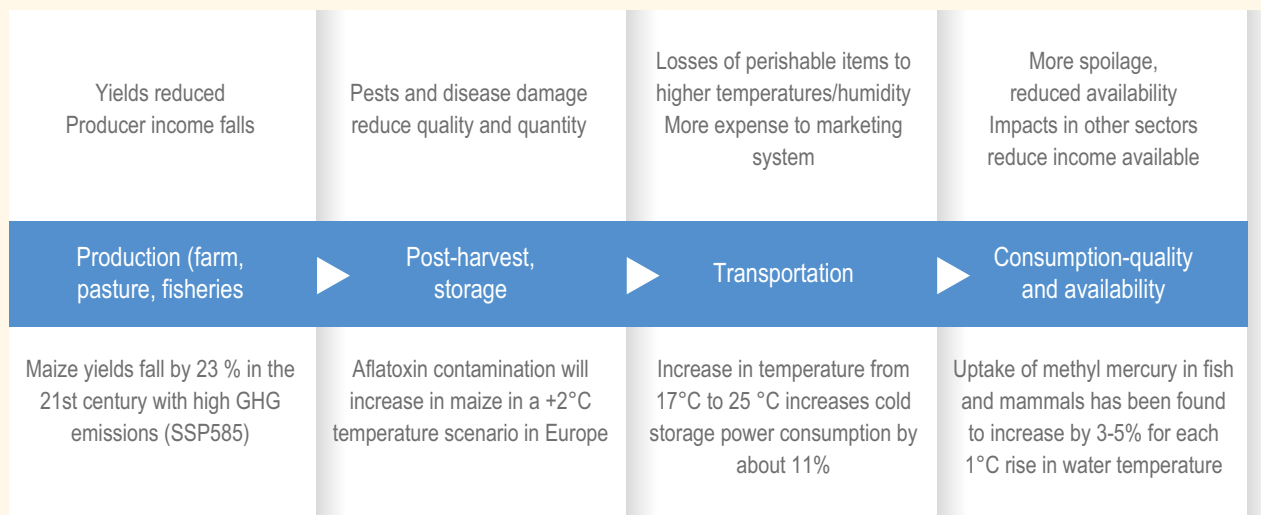 Yields reduced
Producer income falls
Pests and disease damage
reduce quality and quantity
Losses of perishable items to
higher temperatures/humidity
More expense to marketing
system
More spoilage,
reduced availability
Impacts in other sectors
reduce income available
Production (farm,
pasture, fisheries
Post-harvest,
storage
Transportation
Consumption-quality
and availability
Maize yields fall by 23 % in the
21st century with high GHG
emissions (SSP585)
Aflatoxin contamination will
increase in maize in a +2°C
temperature scenario in Europe
Increase in temperature from
17°C to 25 °C increases cold
storage power consumption by
about 11%
Uptake of methyl mercury in fish
and mammals has been found
to increase by 3-5% for each
1°C rise in water temperature